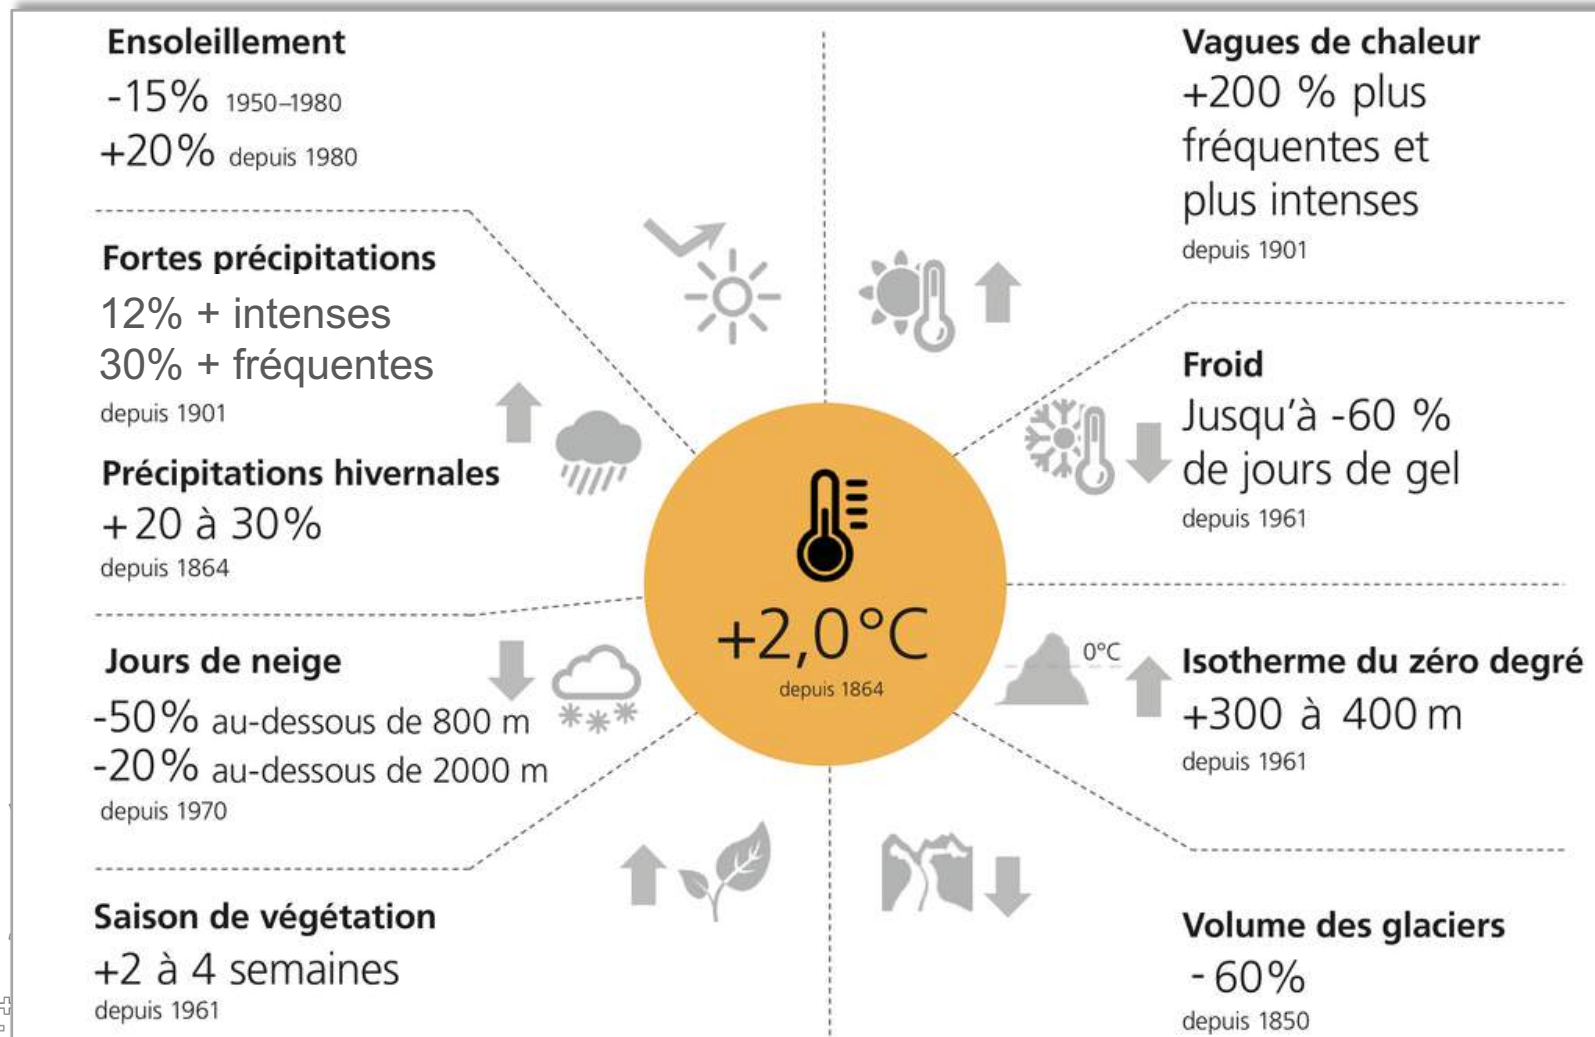 Ensoleillement
-15% 1950–1980
+20% depuis 1980
Fortes précipitations
12% + intenses
30% + fréquentes
depuis 1901
Précipitations hivernales
+20 à 30%
depuis 1864
Jours de neige
-50% au-dessous de 800 m
-20% au-dessous de 2000 m
depuis 1970
Saison de végétation
+2 à 4 semaines
depuis 1961
+2,0°C
depuis 1864
Vagues de chaleur
+200 % plus
fréquentes et
plus intenses
depuis 1901
Froid
Jusqu'à -60 %
de jours de gel
depuis 1961
0°C
Isotherme du zéro degré
+300 à 400 m
depuis 1961
Volume des glaciers
- 60%
depuis 1850